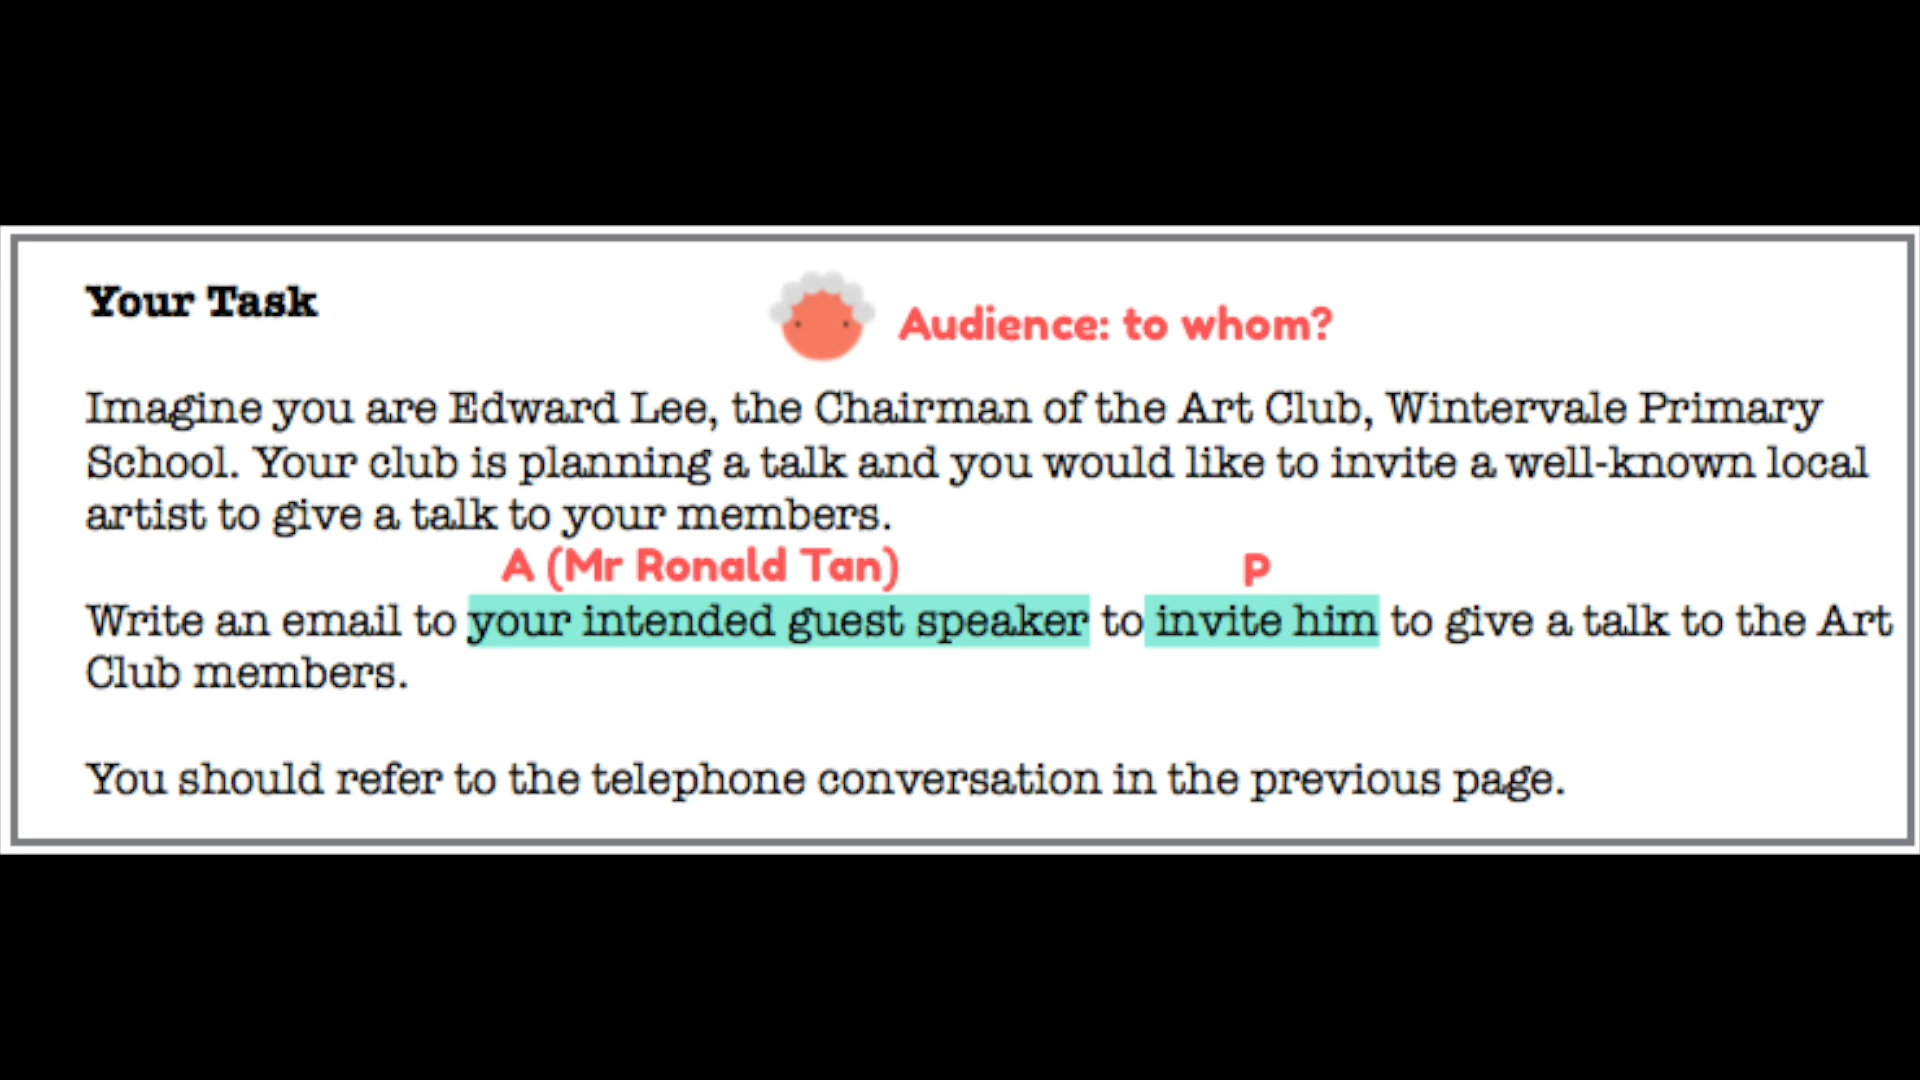 Your Task
Audience: to whom?
Imagine you are Edward Lee, the Chairman of the Art Club, Wintervale Primary
School. Your club is planning a talk and you would like to invite a well-known local
artist to give a talk to your members.
A (Mr Ronald Tan) P
Write an email to your intended guest speaker to invite him to give a talk to the Art
Club members.
You should refer to the telephone conversation in the previous page.